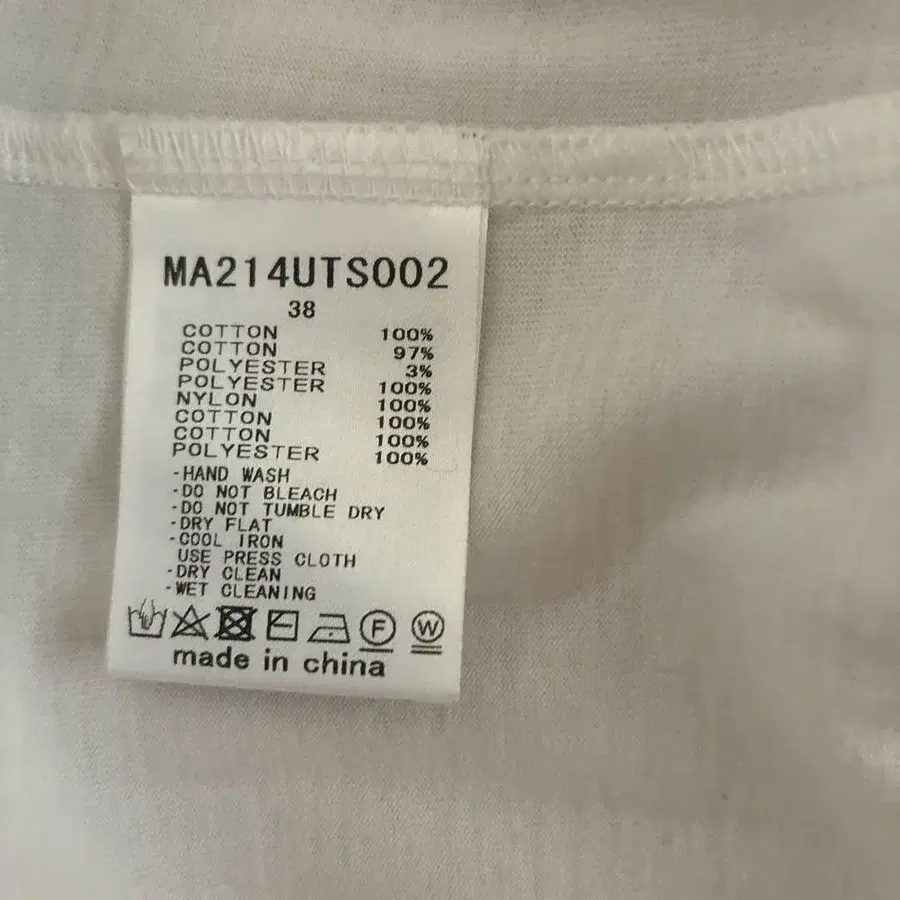 MA214UTS002
38
COTTON 100%
COTTON 97%
POLYESTER 3%
POLYESTER 100%
NYLON 100%
COTTON 100%
COTTON 100%
POLYESTER 100%
-HAND WASH
-DO NOT BLEACH
-DO NOT TUMBLE DRY
-DRY FLAT
-COOL IRON
USE PRESS CLOTH
-DRY CLEAN
-WET CLEANING
F W
made in china